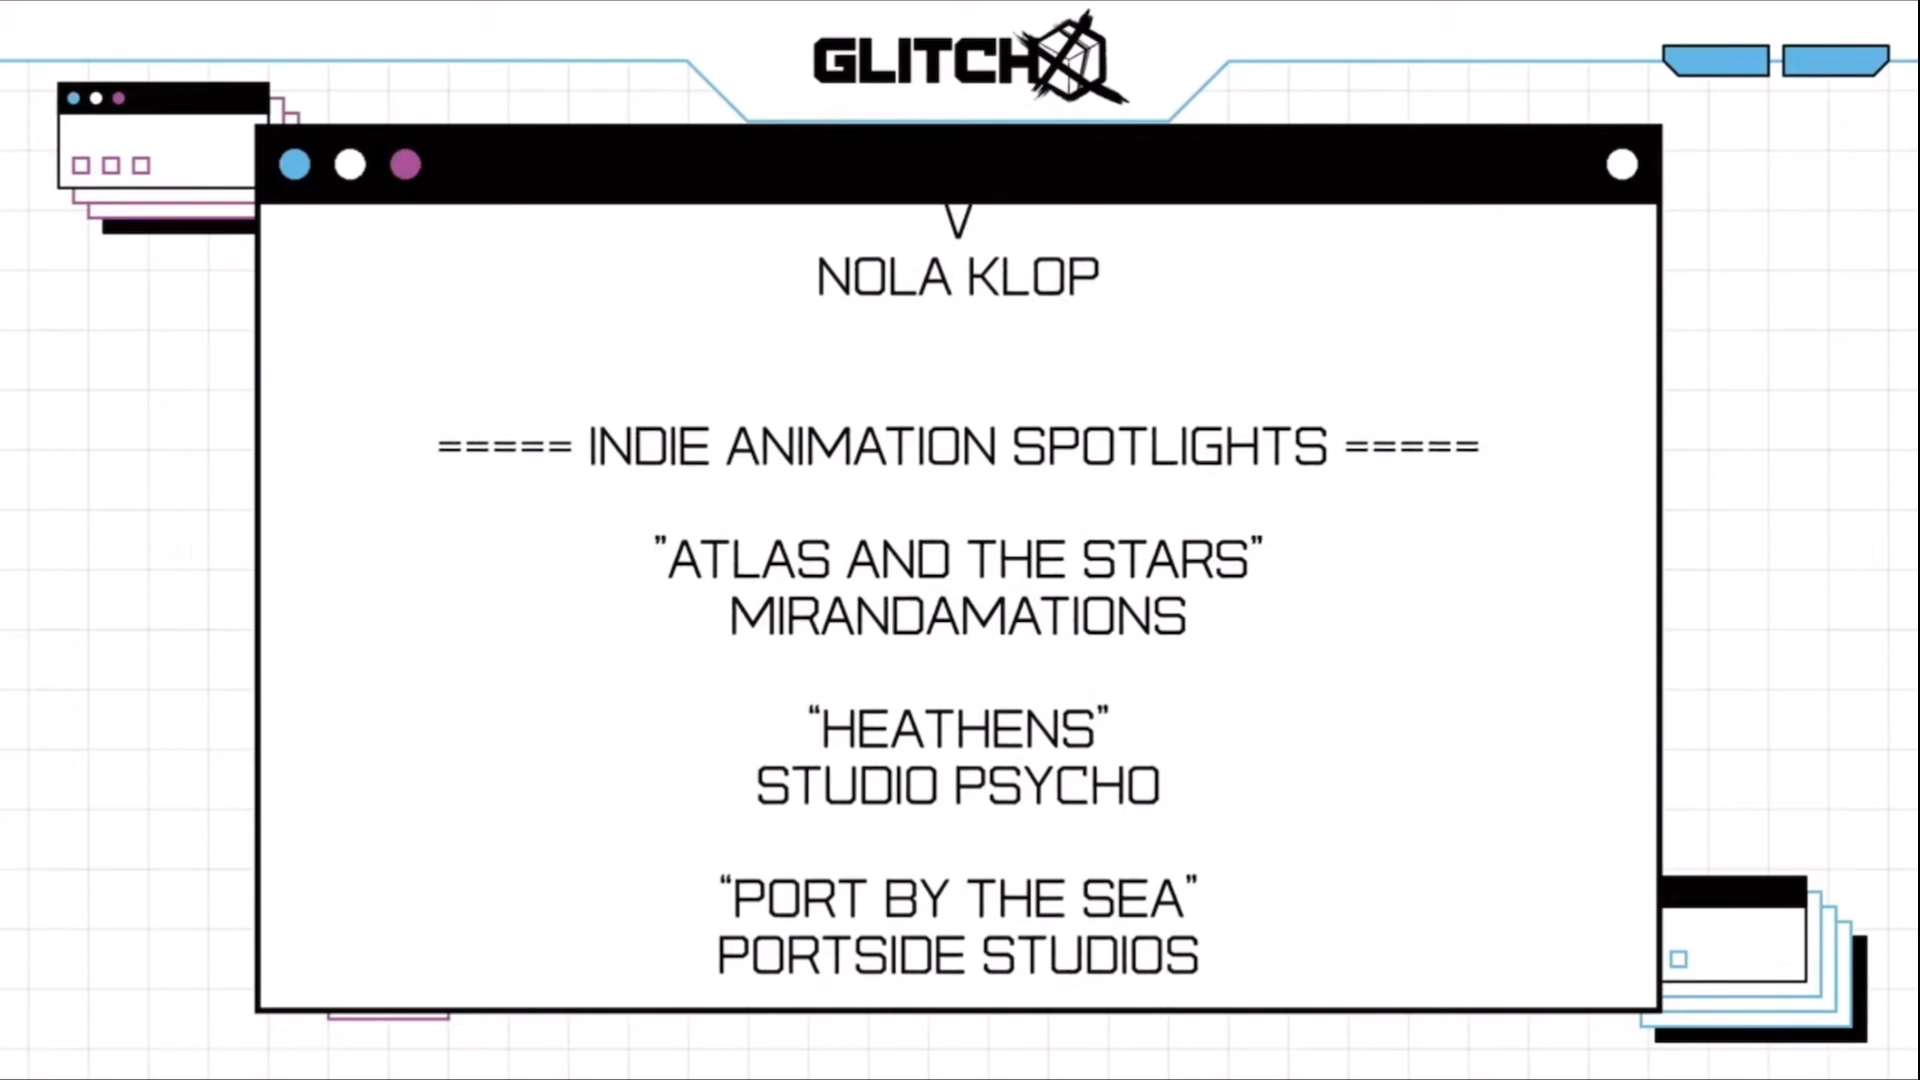 GLITCHX
V
NOLA KLOP
===== INDIE ANIMATION SPOTLIGHTS =====
”ATLAS AND THE STARS”
MIRANDAMATIONS
“HEATHENS”
STUDIO PSYCHO
“PORT BY THE SEA”
PORTSIDE STUDIOS